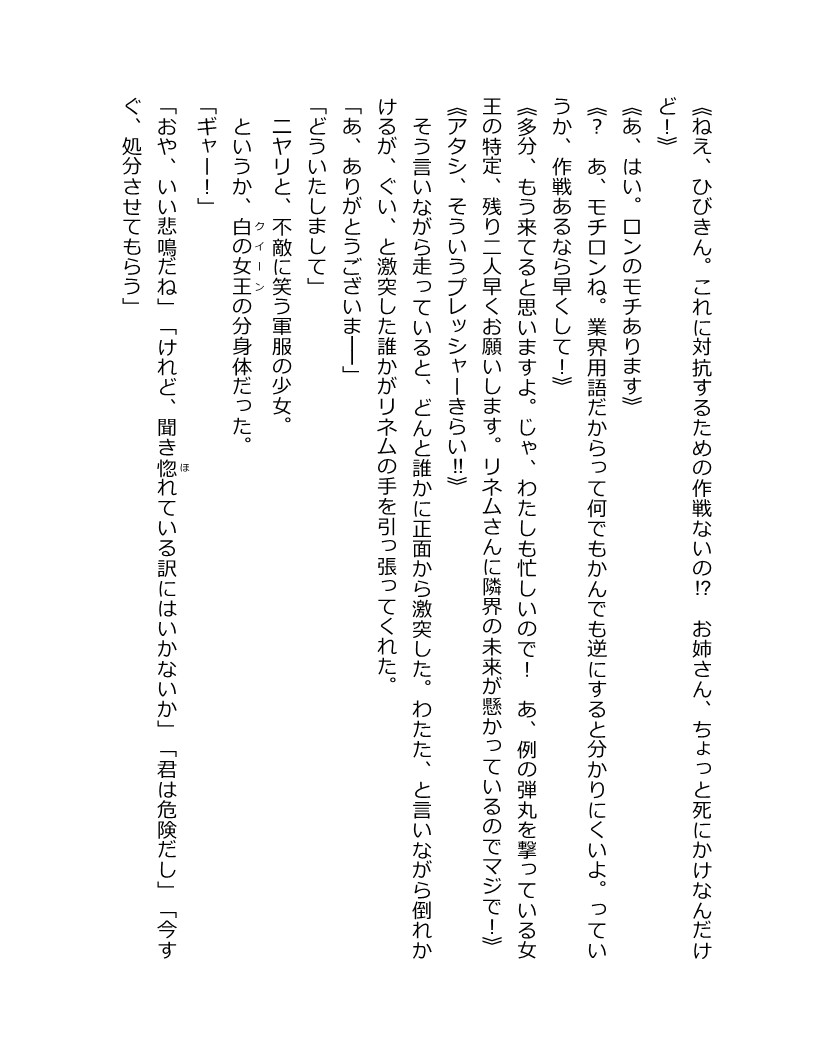 《ねえ、ひびきん。これに対抗するための作戦ないの⁉　お姉さん、ちょっと死にかけなんだけ
ど！》
《あ、はい。ロンのモチあります》
《？　あ、モチロンね。業界用語だからって何でもかんでも逆にすると分かりにくいよ。ってい
うか、作戦あるなら早くして！》
《多分、もう来てると思いますよ。じゃ、わたしも忙しいので！　あ、例の弾丸を撃っている女
王の特定、残り二人早くお願いします。リネムさんに隣界の未来が懸かっているのでマジで！》
《アタシ、そういうプレッシャーきらい‼》
　そう言いながら走っていると、どんと誰かに正面から激突した。わたた、と言いながら倒れか
けるが、ぐい、と激突した誰かがリネムの手を引っ張ってくれた。
「あ、ありがとうございま――」
「どういたしまして」
　ニヤリと、不敵に笑う軍服の少女。
　というか、白の女王クイーンの分身体だった。
「ギャー！」
「おや、いい悲鳴だね」「けれど、聞き惚ほれている訳にはいかないか」「君は危険だし」「今す
ぐ、処分させてもらう」